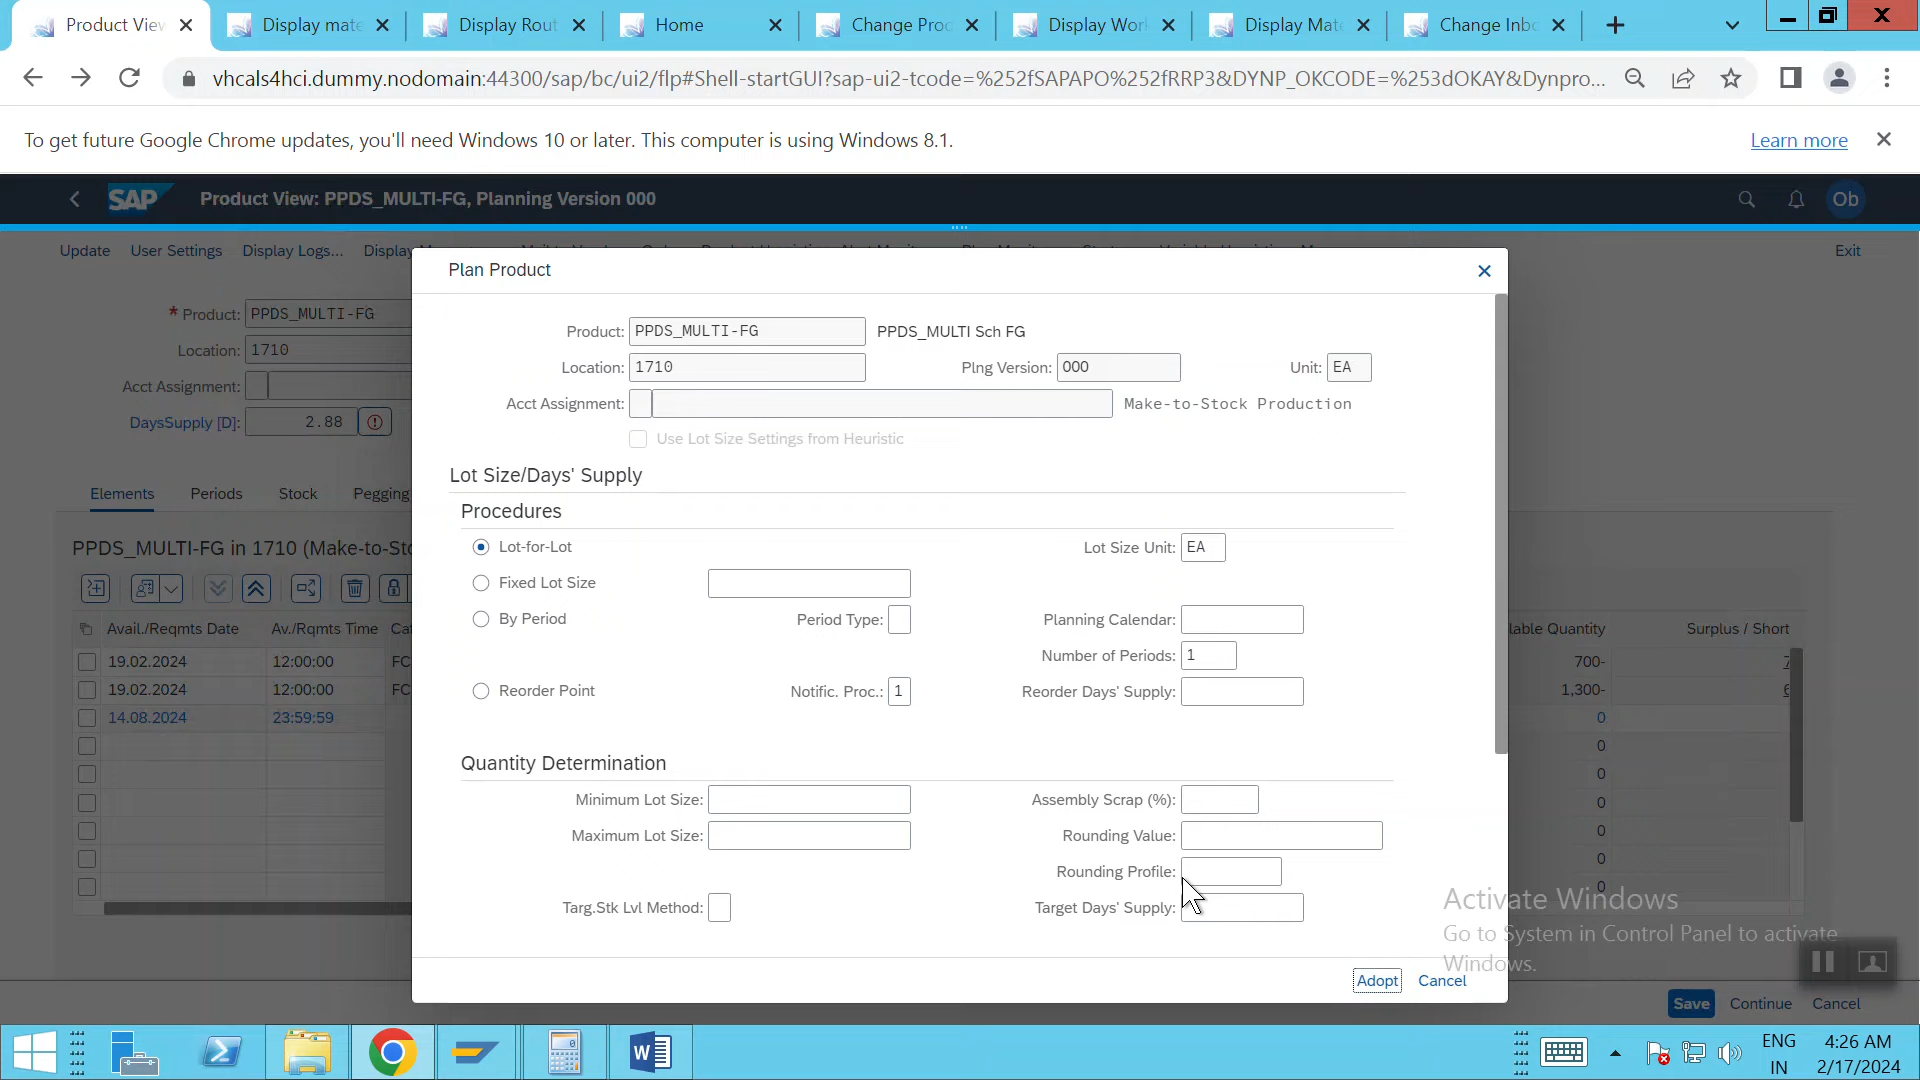 Product Viev
Display mate
Display Rout
Home
Change Proc
Display Work
Display Mate
Change Inbo
vhcals4hci.dummy.nodomain:44300/sap/bc/ui2/flp#Shell-startGUI?sap-ui2-tcode=%252fSAPAPO%252fRRP3&DYNP_OKCODE=%253dOKAY&Dynpro...
To get future Google Chrome updates, you'll need Windows 10 or later. This computer is using Windows 8.1.
Learn more
SAP
Product View: PPDS_MULTI-FG, Planning Version 000
Ob
Update
User Settings
Display Logs...
Display
Exit
Plan Product
* Product:
PPDS_MULTI-FG
Location:
1710
Acct Assignment:
DaysSupply [D]:
2.88
Product:
PPDS_MULTI-FG
PPDS_MULTI Sch FG
Location:
1710
Plng Version:
000
Unit:
EA
Acct Assignment:
Make-to-Stock Production
Use Lot Size Settings from Heuristic
Lot Size/Days' Supply
Procedures
Lot-for-Lot
Lot Size Unit:
EA
Fixed Lot Size
By Period
Period Type:
Planning Calendar:
Number of Periods:
1
Reorder Point
Notific. Proc.:
1
Reorder Days' Supply:
Quantity Determination
Minimum Lot Size:
Assembly Scrap (%):
Maximum Lot Size:
Rounding Value:
Rounding Profile:
Targ.Stk Lvl Method:
Target Days' Supply:
Adopt
Cancel
Elements
Periods
Stock
Pegging
PPDS_MULTI-FG in 1710 (Make-to-Sto
Avail./Reqmts Date
Av./Rqmts Time
Cat
lable Quantity
Surplus / Short
19.02.2024
12:00:00
FC
700-
19.02.2024
12:00:00
FC
1,300-
14.08.2024
23:59:59
0
0
0
0
0
0
0
Activate Windows
Go to System in Control Panel to activate
Windows.
Save
Continue
Cancel
W
ENG
IN
4:26 AM
2/17/2024